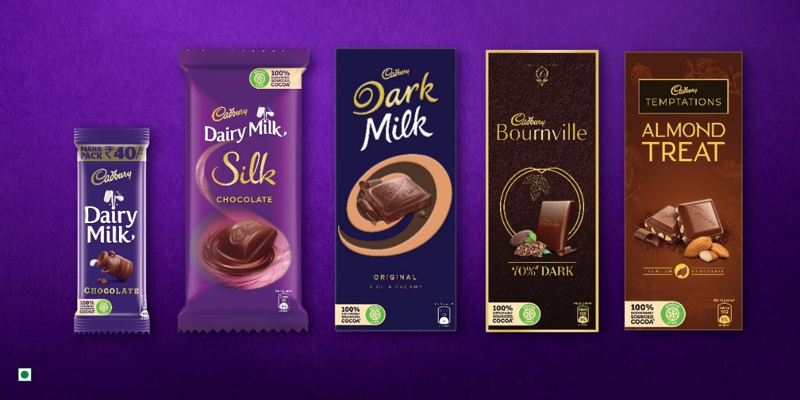 MAHA
PACK ₹40/-
Cadbury
Dairy
Milk
CHOCOLATE
100%
SUSTAINABLY
SOURCED
COCOA
100%
SUSTAINABLY
SOURCED
COCOA
Cadbury
Dairy Milk
Silk
CHOCOLATE
Cadbury
Dark
Milk
ORIGINAL
RICH & CREAMY
100%
SUSTAINABLY
SOURCED
COCOA
Cadbury
Bournville
70% DARK
100%
SUSTAINABLY
SOURCED
COCOA
Cadbury
TEMPTATIONS
ALMOND
TREAT
PREMIUM CHOCOLATE
100%
SUSTAINABLY
SOURCED
COCOA